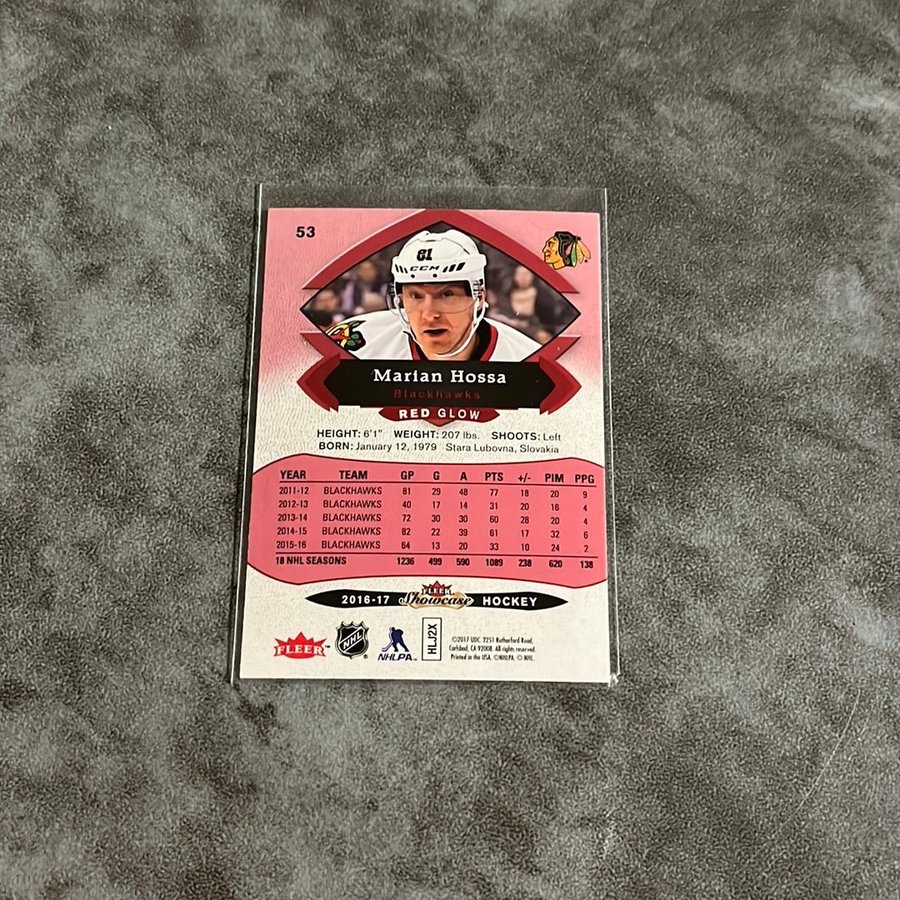 53
81
CCM
Marian Hossa
Blackhawks
RED GLOW
HEIGHT: 6'1" WEIGHT: 207 lbs. SHOOTS: Left
BORN: January 12, 1979 Stara Lubovna, Slovakia
YEAR TEAM GP G A PTS +/- PIM PPG
2011-12 BLACKHAWKS 81 29 48 77 18 20 9
2012-13 BLACKHAWKS 40 17 14 31 20 16 4
2013-14 BLACKHAWKS 72 30 30 60 28 20 4
2014-15 BLACKHAWKS 82 22 39 61 17 32 6
2015-16 BLACKHAWKS 64 13 20 33 10 24 2
18 NHL SEASONS 1236 499 590 1089 238 620 138
2016-17 FLEER Showcase HOCKEY
FLEER™ NHL NHLPA™ HLJ2X
©2017 UDC. 2251 Rutherford Road,
Carlsbad, CA 92008. All rights reserved.
Printed in the USA. ©NHLPA. © NHL.